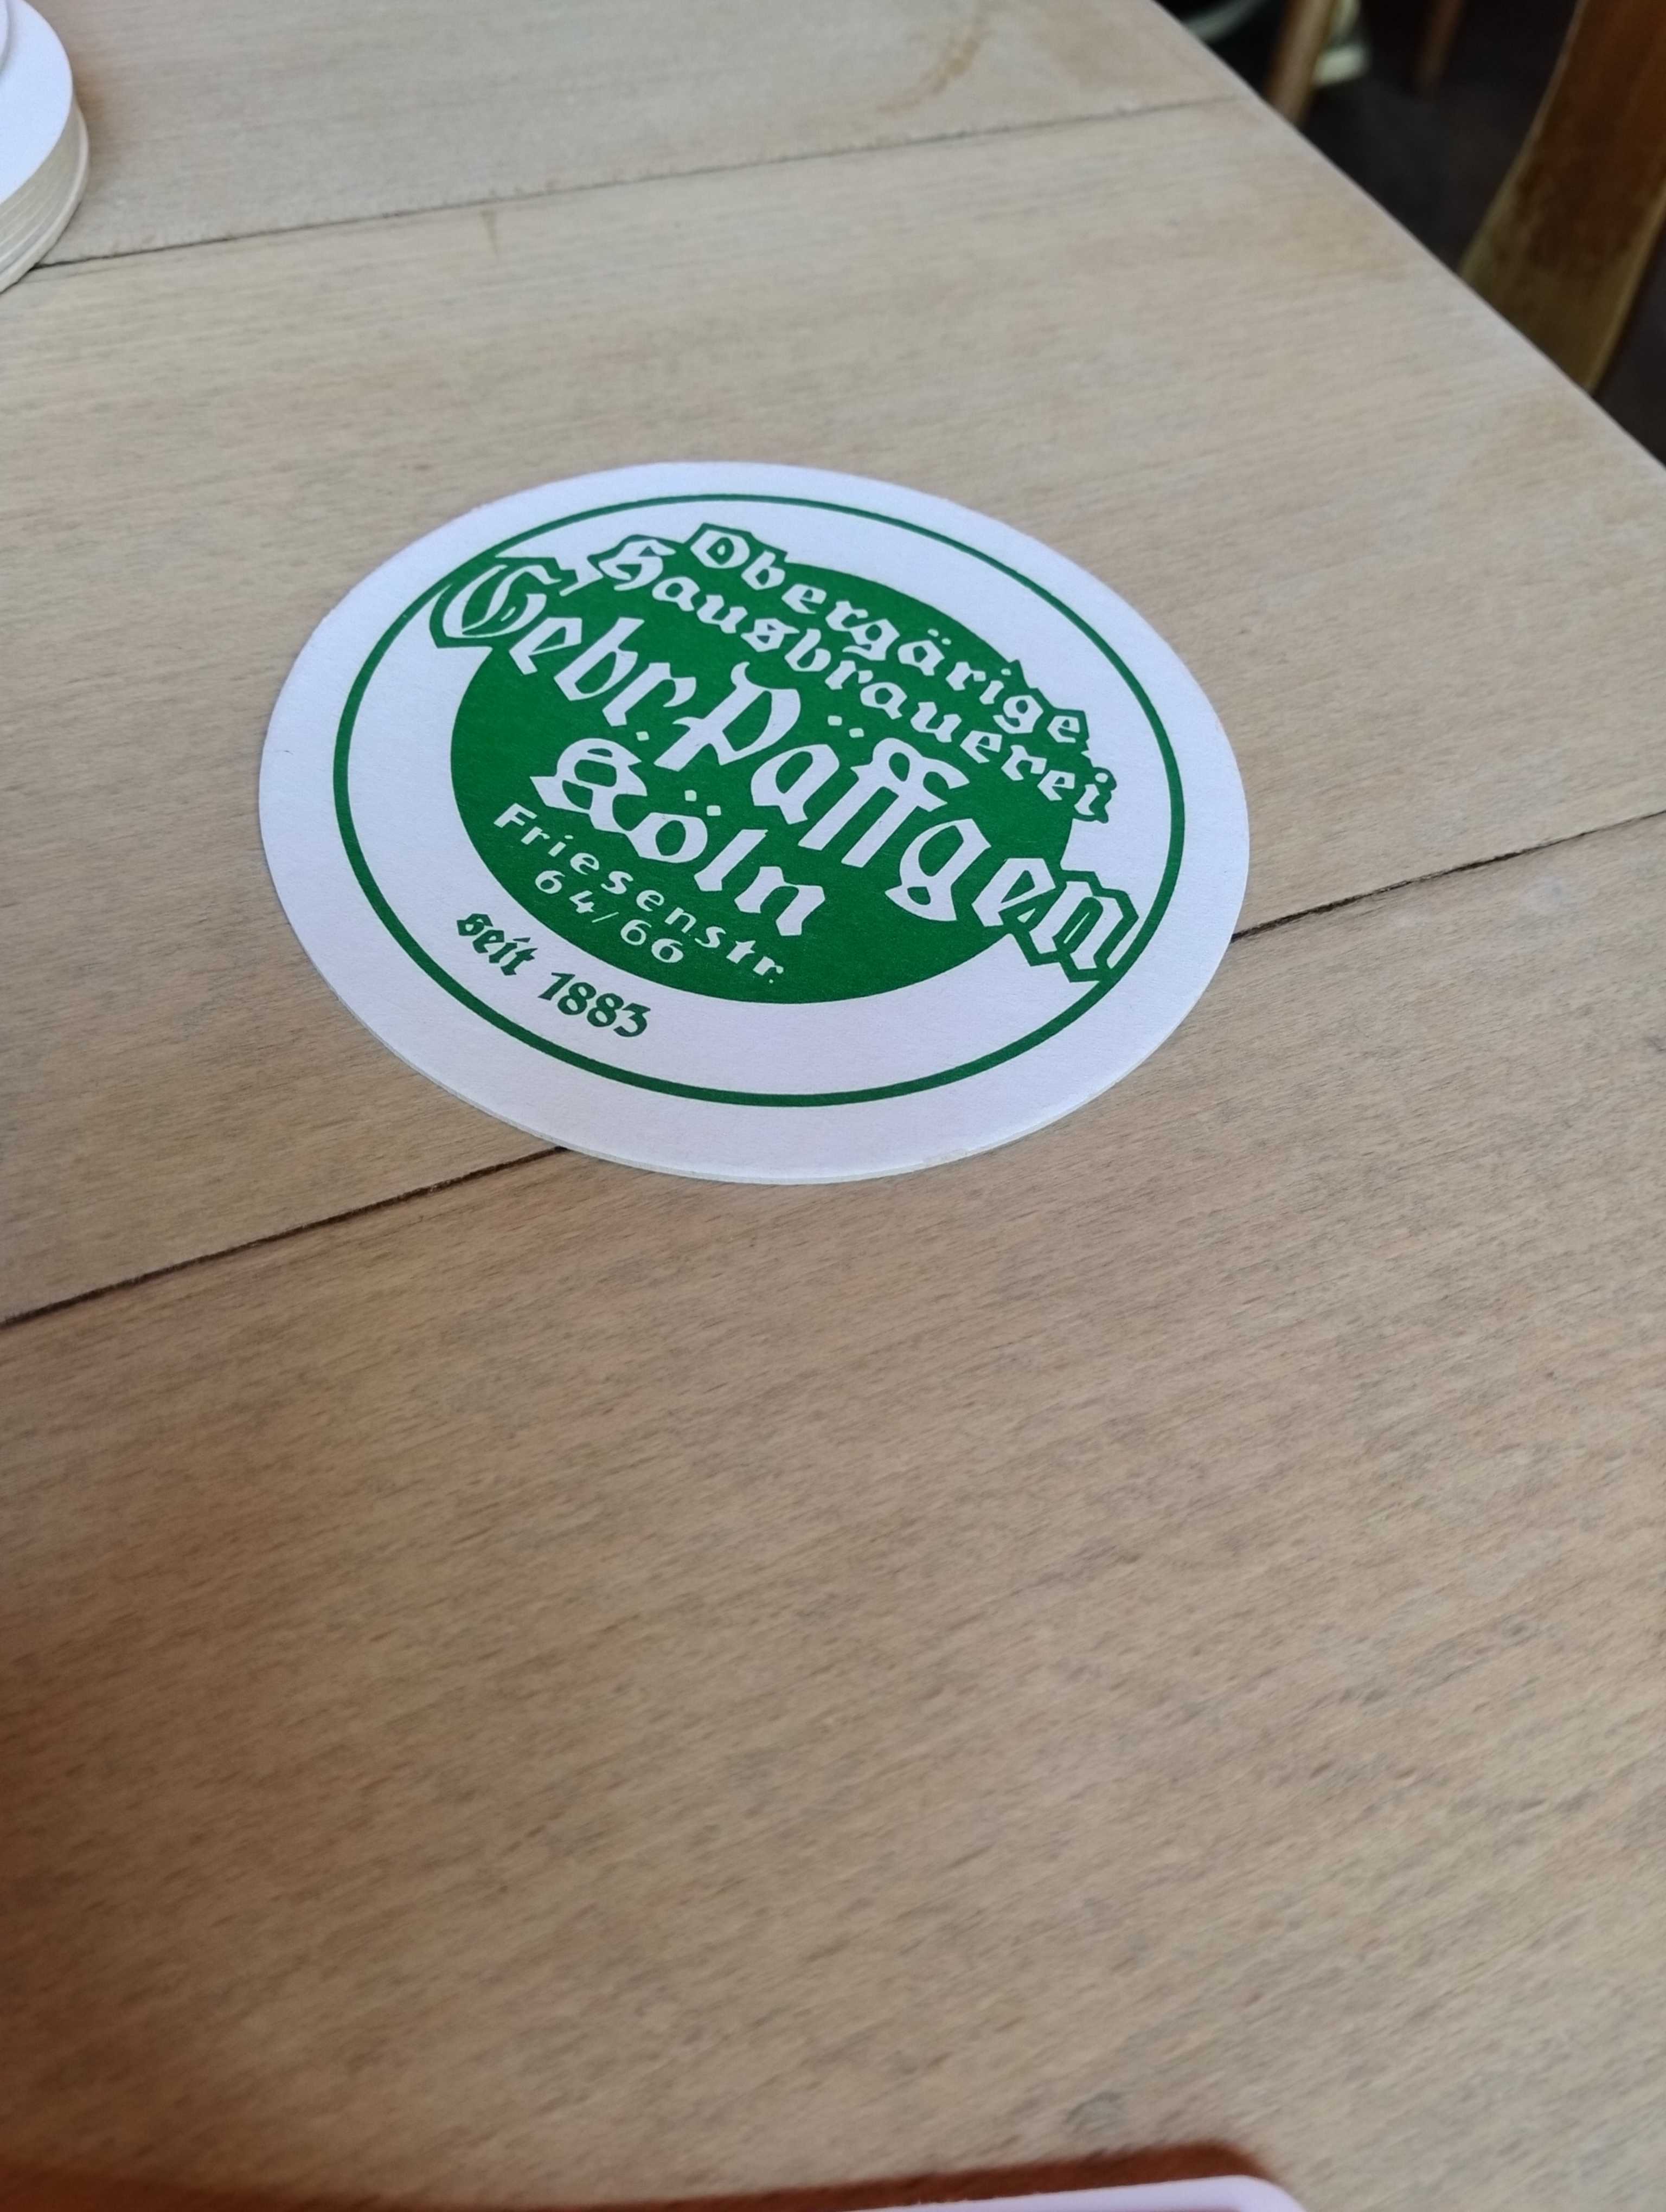 Obergärige
Hausbrauerei
Gebr. Päffgen
Köln
Friesenstr.
64/66
seit 1883